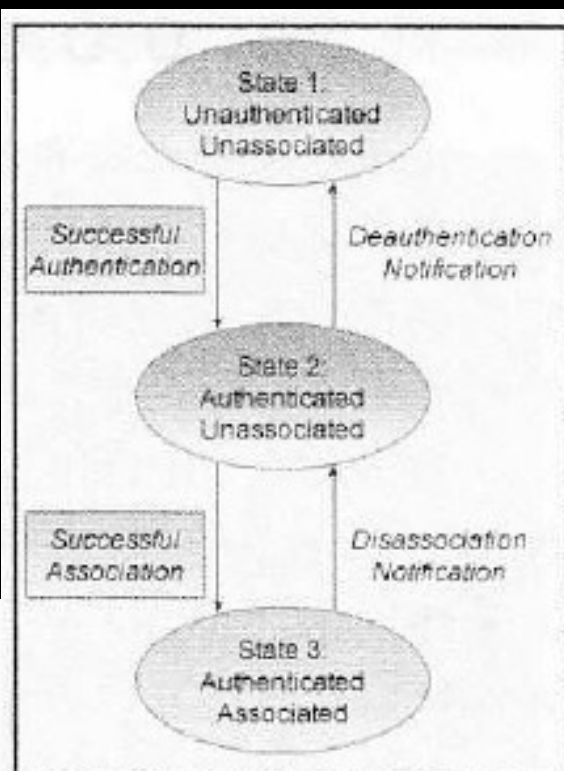 State 1:
Unauthenticated
Unassociated
Successful
Authentication
Deauthentication
Notification
State 2:
Authenticated
Unassociated
Successful
Association
Disassociation
Notification
State 3:
Authenticated
Associated